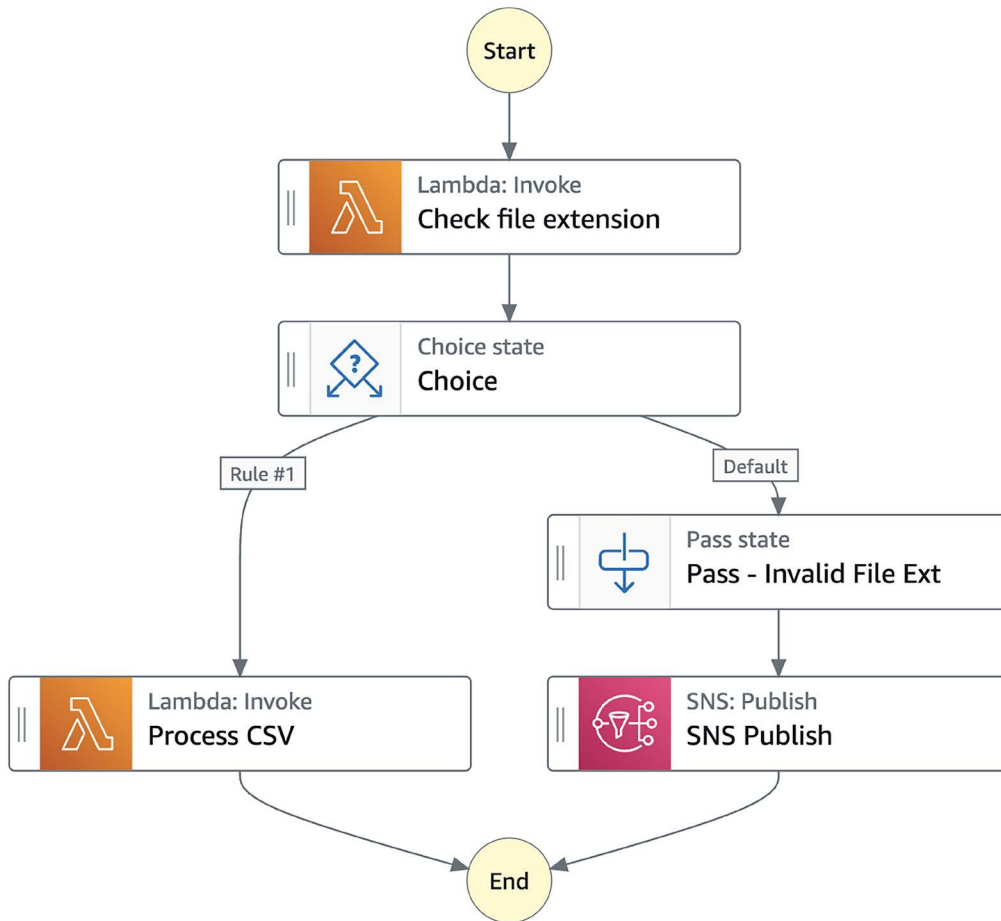 Start
Lambda: Invoke
Check file extension
Choice state
?
Choice
Rule #1
Default
Pass state
Pass - Invalid File Ext
Lambda: Invoke
Process CSV
SNS: Publish
SNS Publish
End